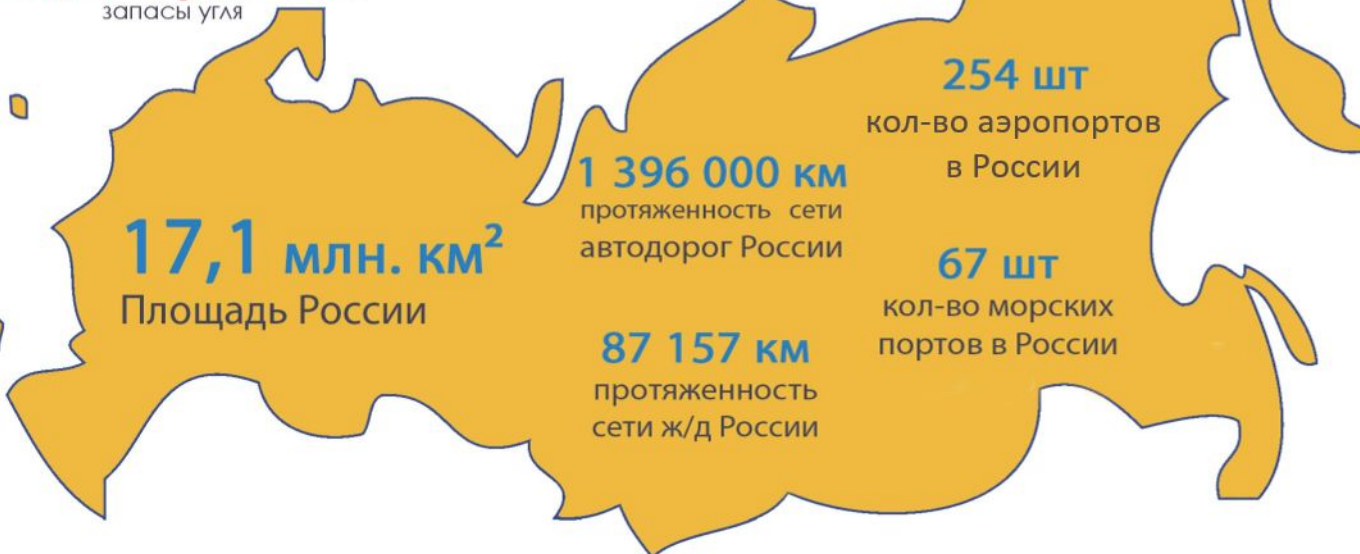 запасы угля
254 шт
кол-во аэропортов
в России
1 396 000 км
протяженность сети
автодорог России
17,1 млн. км²
Площадь России
67 шт
кол-во морских
портов в России
87 157 км
протяженность
сети ж/д России